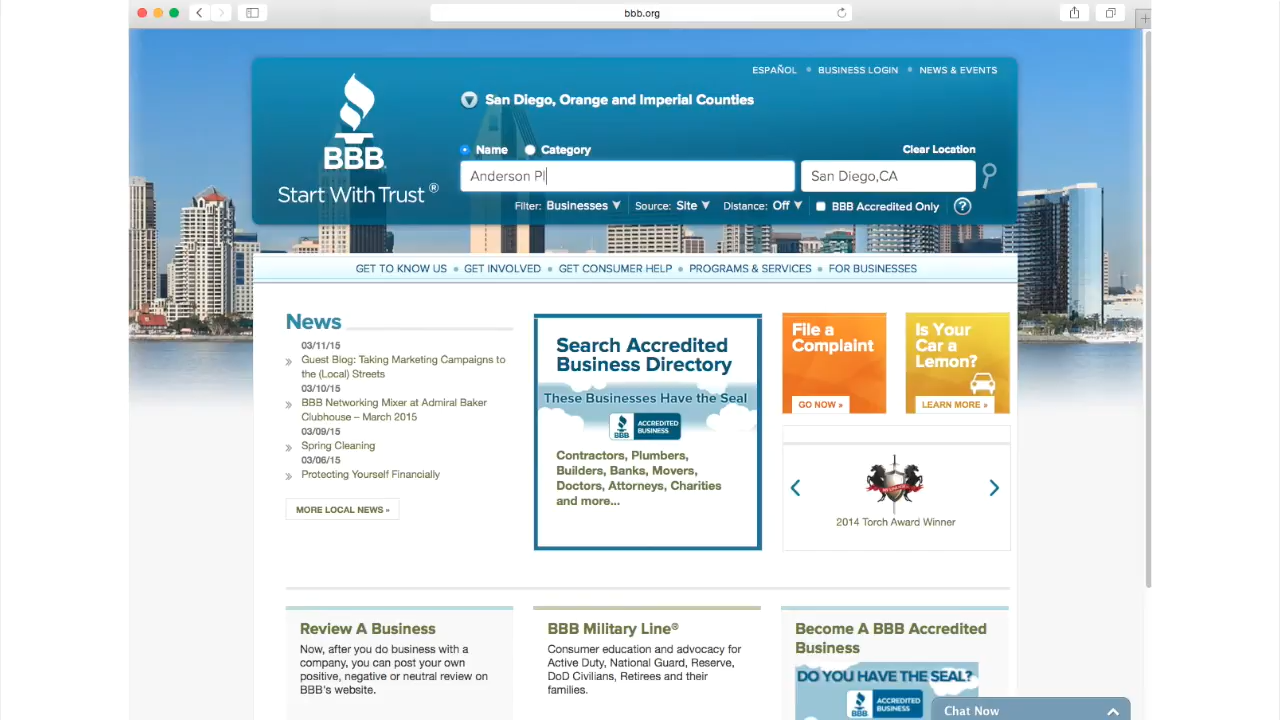 bbb.org
ESPAÑOL
BUSINESS LOGIN
NEWS & EVENTS
BBB.
Start With Trust®
San Diego, Orange and Imperial Counties
Name
Category
Clear Location
Anderson Pl
San Diego,CA
Filter: Businesses
Source: Site
Distance: Off
BBB Accredited Only
?
GET TO KNOW US
GET INVOLVED
GET CONSUMER HELP
PROGRAMS & SERVICES
FOR BUSINESSES
News
03/11/15
Guest Blog: Taking Marketing Campaigns to
the (Local) Streets
03/10/15
BBB Networking Mixer at Admiral Baker
Clubhouse – March 2015
03/09/15
Spring Cleaning
03/06/15
Protecting Yourself Financially
MORE LOCAL NEWS »
Search Accredited
Business Directory
These Businesses Have the Seal
BBB
ACCREDITED
BUSINESS
Contractors, Plumbers,
Builders, Banks, Movers,
Doctors, Attorneys, Charities
and more...
File a
Complaint
GO NOW »
Is Your
Car a
Lemon?
LEARN MORE »
2014 Torch Award Winner
Review A Business
Now, after you do business with a
company, you can post your own
positive, negative or neutral review on
BBB's website.
BBB Military Line®
Consumer education and advocacy for
Active Duty, National Guard, Reserve,
DoD Civilians, Retirees and their
families.
Become A BBB Accredited
Business
DO YOU HAVE THE SEAL?
BBB
ACCREDITED
BUSINESS
Chat Now